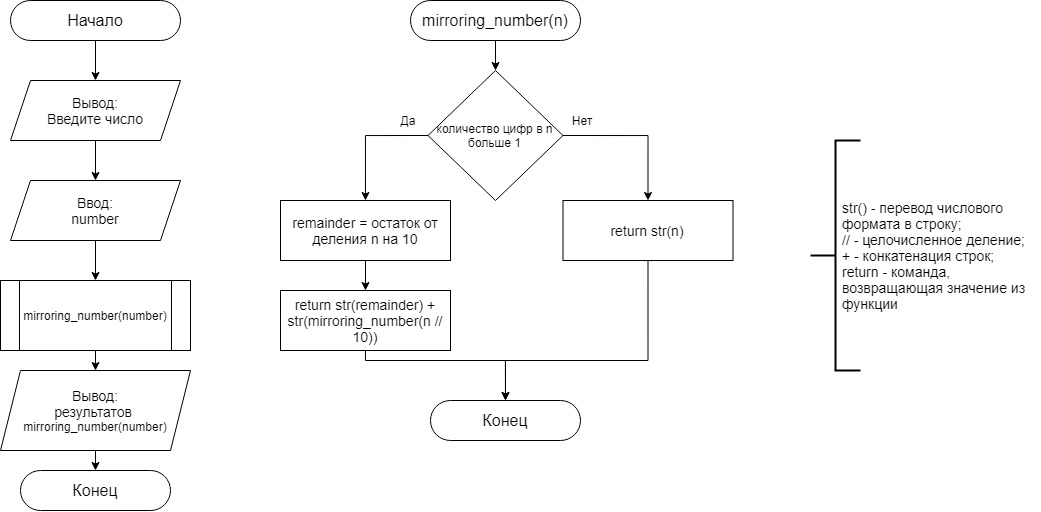 Начало
Вывод:
Введите число
Ввод:
number
mirroring_number(number)
Вывод:
результатов
mirroring_number(number)
Конец
mirroring_number(n)
количество цифр в n
больше 1
Да
Нет
remainder = остаток от
деления n на 10
return str(remainder) +
str(mirroring_number(n //
10))
return str(n)
Конец
str() - перевод числового
формата в строку;
// - целочисленное деление;
+ - конкатенация строк;
return - команда,
возвращающая значение из
функции